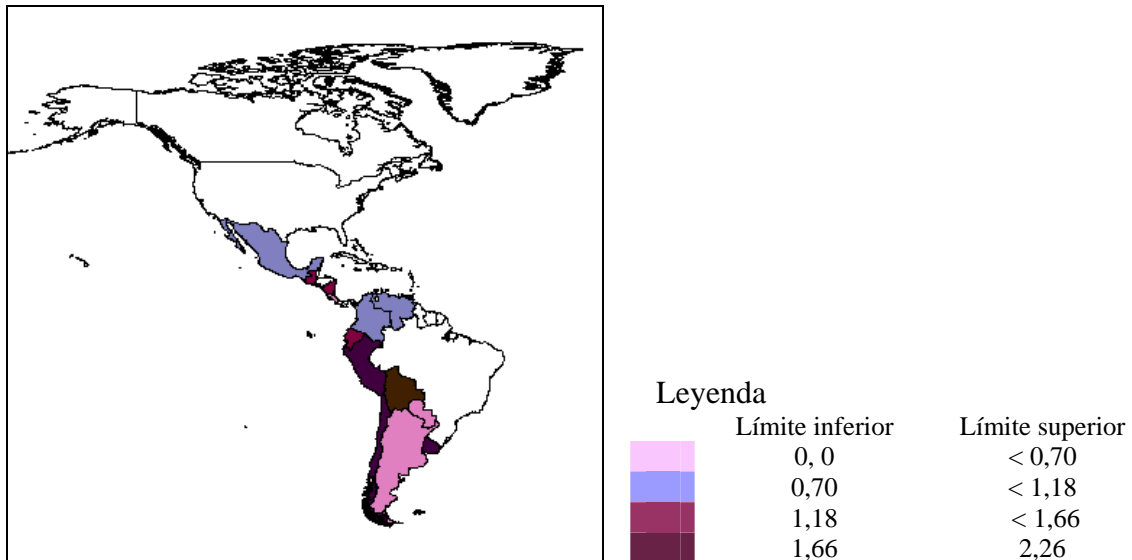 Leyenda
Límite inferior Límite superior
0, 0 < 0,70
0,70 < 1,18
1,18 < 1,66
1,66 2,26